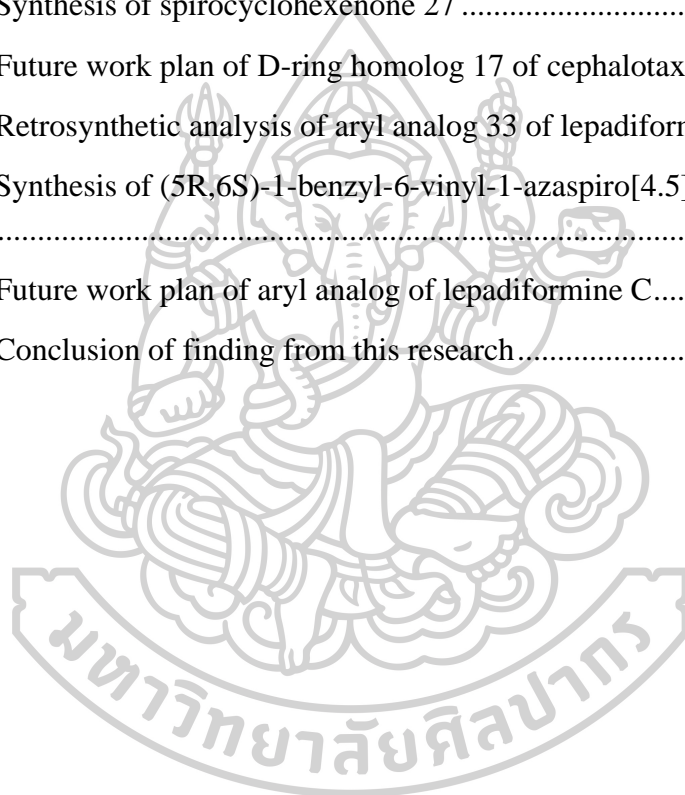 Synthesis of spirocyclohexenone 27 ..............................
Future work plan of D-ring homolog 17 of cephalotax
Retrosynthetic analysis of aryl analog 33 of lepadiform
Synthesis of (5R,6S)-1-benzyl-6-vinyl-1-azaspiro[4.5]
................................................................................................
Future work plan of aryl analog of lepadiformine C....
Conclusion of finding from this research.......................
มหาวิทยาลัยศิลปากร